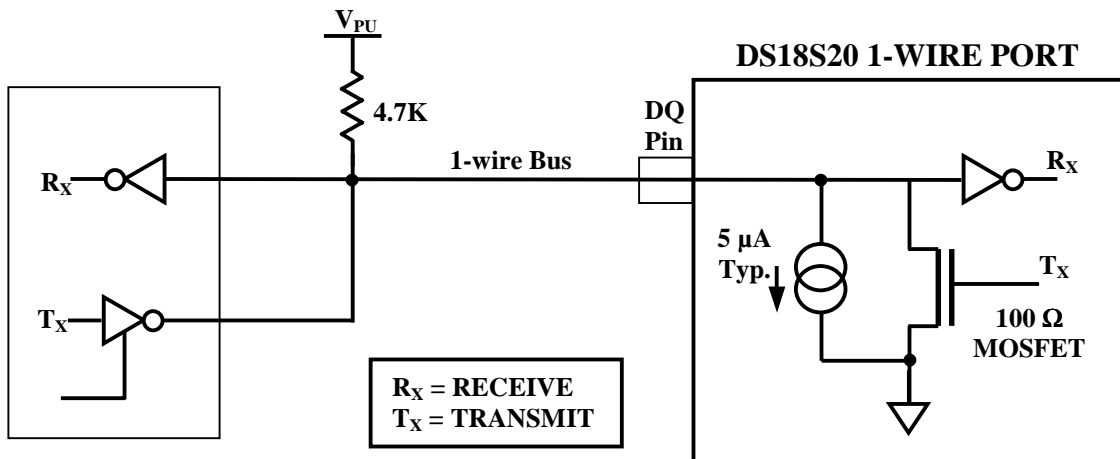 V_PU
4.7K
R_X
T_X
1-wire Bus
DS18S20 1-WIRE PORT
DQ
Pin
5 µA
Typ.
R_X
T_X
100 Ω
MOSFET
R_X = RECEIVE
T_X = TRANSMIT